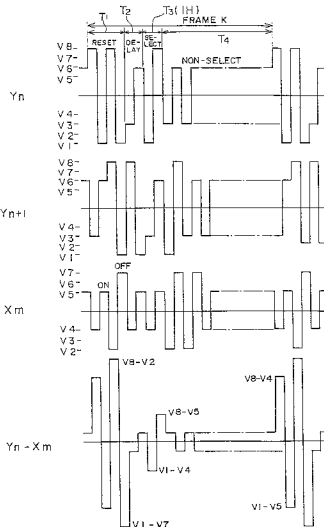 FRAME K
T1 T2 T3(1H)
RESET DE-LAY SE-LECT T4
V8
V7
V6
V5
NON-SELECT
Yn
V4
V3
V2
V1
V8
V7
V6
V5
Yn+1
V4
V3
V2
V1
OFF
V7
V6
V5
ON
Xm
V4
V3
V2
V8-V2
V8-V4
V8-V5
Yn-Xm
V1-V4
V1-V5
V1-V7